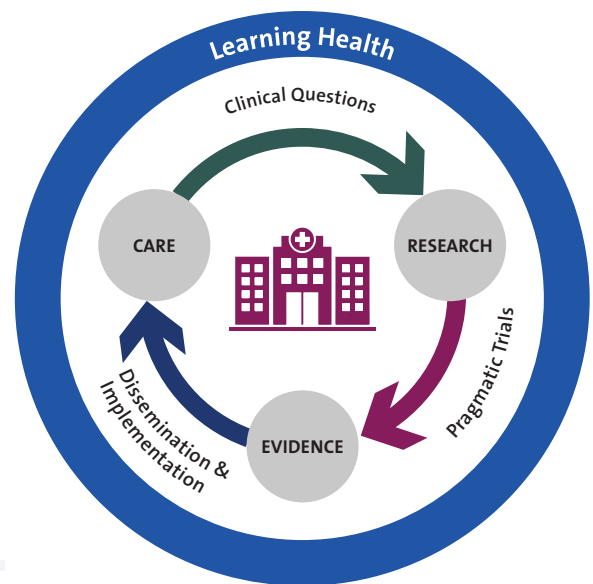 Learning Health
Clinical Questions
CARE
RESEARCH
Pragmatic Trials
EVIDENCE
Dissemination &
Implementation